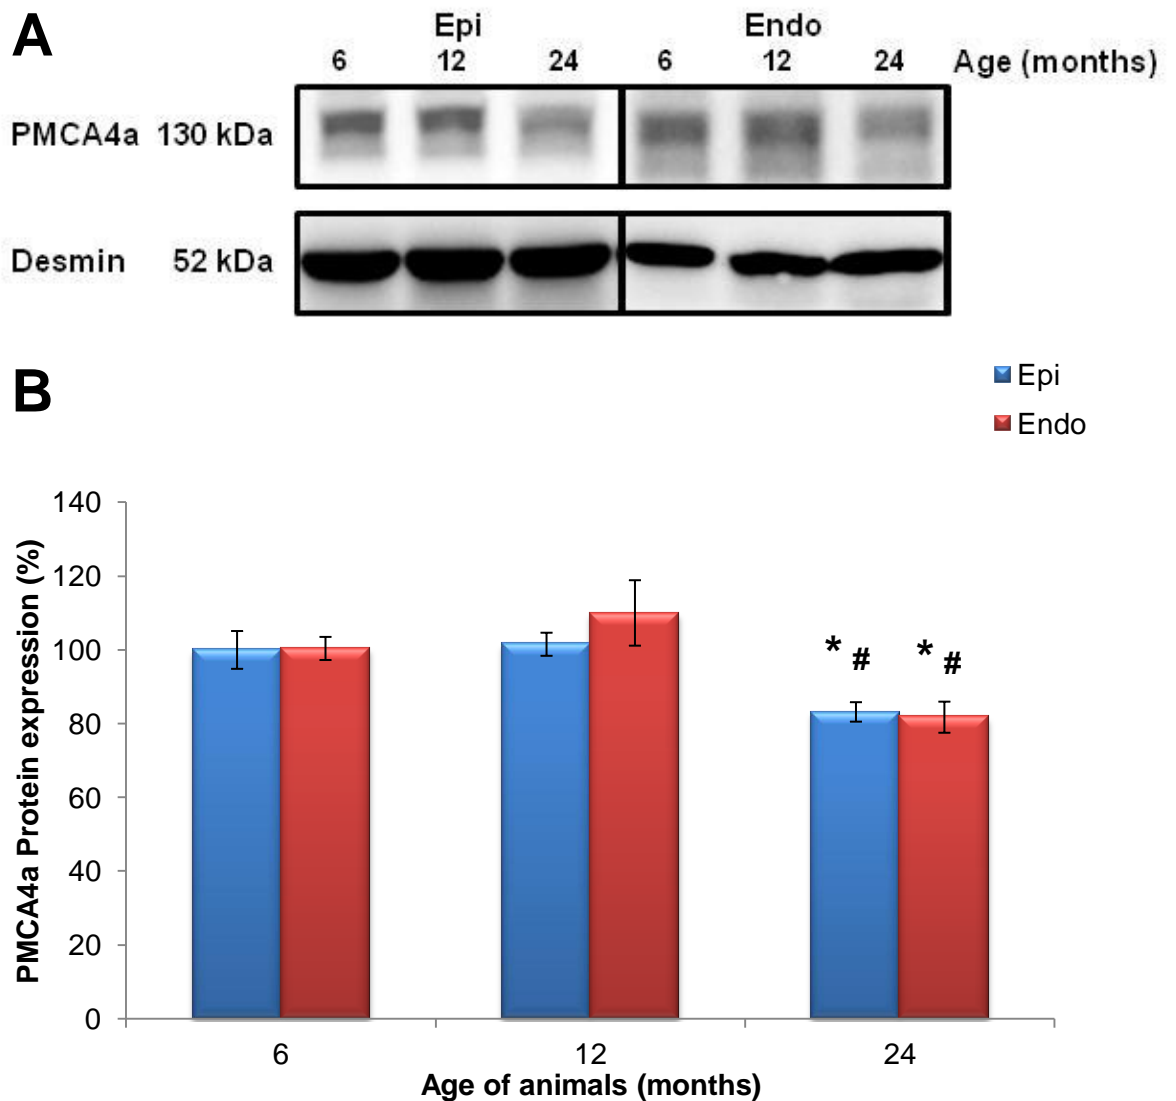 A
Epi Endo
6 12 24 6 12 24 Age (months)
PMCA4a 130 kDa
Desmin 52 kDa
B
Epi
Endo
PMCA4a Protein expression (%)
140
120
100
80
60
40
20
0
* # * #
6 12 24
Age of animals (months)